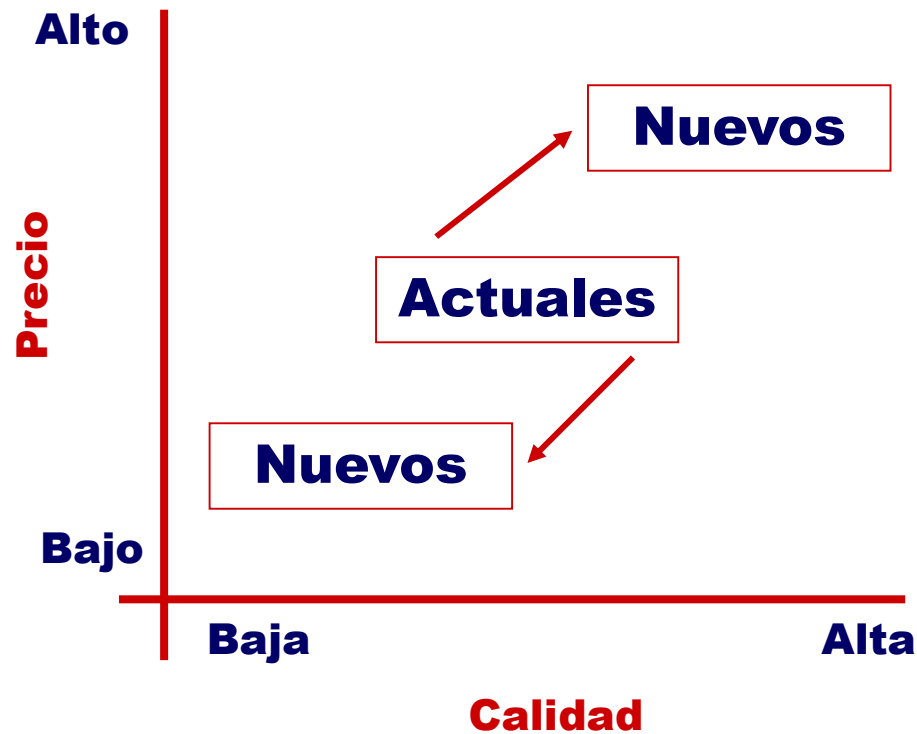 Alto
Nuevos
Precio
Actuales
Nuevos
Bajo
Baja
Alta
Calidad